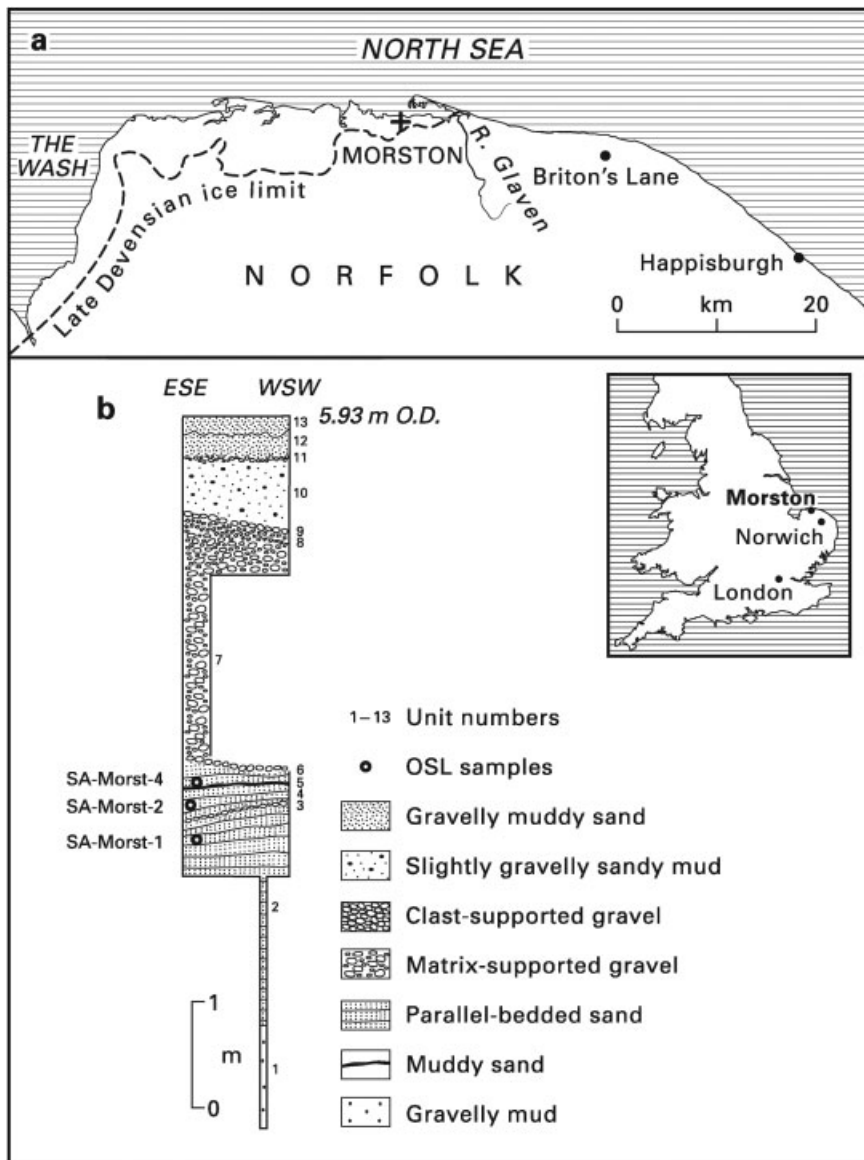 a
NORTH SEA
THE
WASH
MORSTON
R. Glaven
Briton's Lane
Late Devensian ice limit
Happisburgh
NORFOLK
0 km 20
b
ESE WSW
5.93 m O.D.
13
12
11
10
9
8
7
6
5
4
3
2
1
SA-Morst-4
SA-Morst-2
SA-Morst-1
1
m
0
Morston
Norwich
London
1–13 Unit numbers
OSL samples
Gravelly muddy sand
Slightly gravelly sandy mud
Clast-supported gravel
Matrix-supported gravel
Parallel-bedded sand
Muddy sand
Gravelly mud